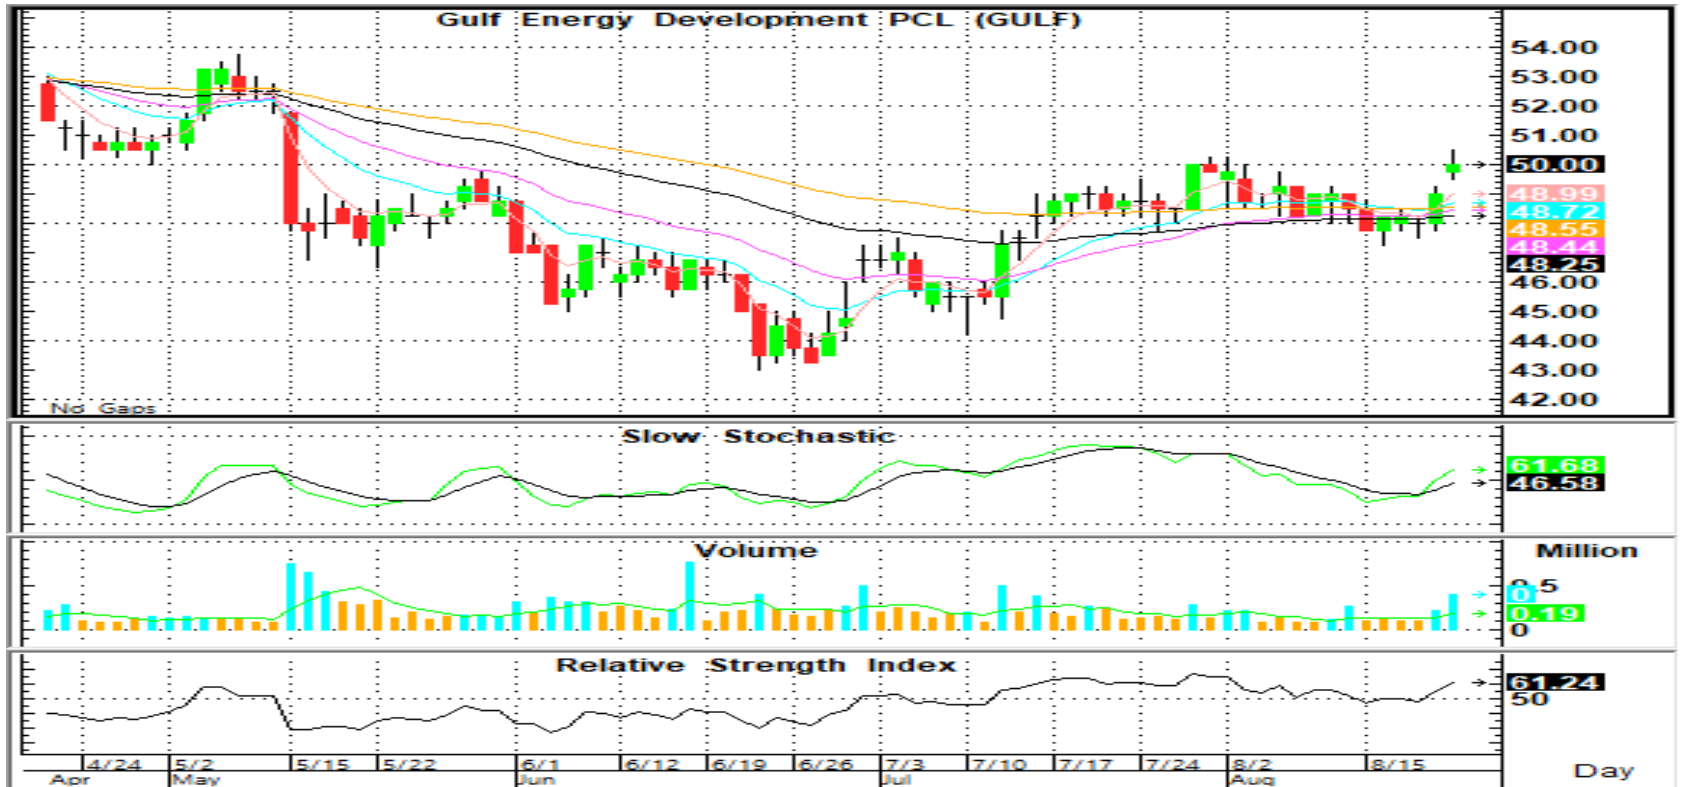 Gulf Energy Development PCL (GULF)
54.00
53.00
52.00
51.00
50.00
48.99
48.72
48.55
48.44
48.25
46.00
45.00
44.00
43.00
42.00
No Gaps
Slow Stochastic
61.68
46.58
Volume
Million
0.19
0
Relative Strength Index
61.24
50
4/24 5/2 5/15 5/22 6/1 6/12 6/19 6/26 7/3 7/10 7/17 7/24 8/2 8/15
Apr May Jun Jul Aug
Day